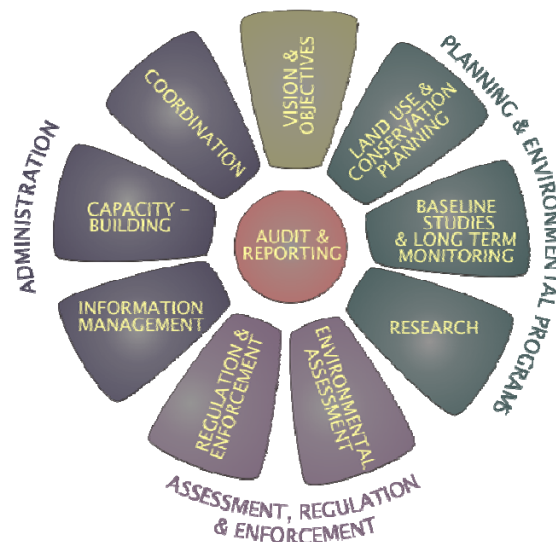 VISION &
OBJECTIVES
LAND USE &
CONSERVATION
PLANNING
BASELINE
STUDIES
& LONG TERM
MONITORING
RESEARCH
PLANNING & ENVIRONMENTAL PROGRAMS
ENVIRONMENTAL
ASSESSMENT
REGULATION &
ENFORCEMENT
ASSESSMENT, REGULATION
& ENFORCEMENT
INFORMATION
MANAGEMENT
CAPACITY –
BUILDING
COORDINATION
ADMINISTRATION
AUDIT &
REPORTING